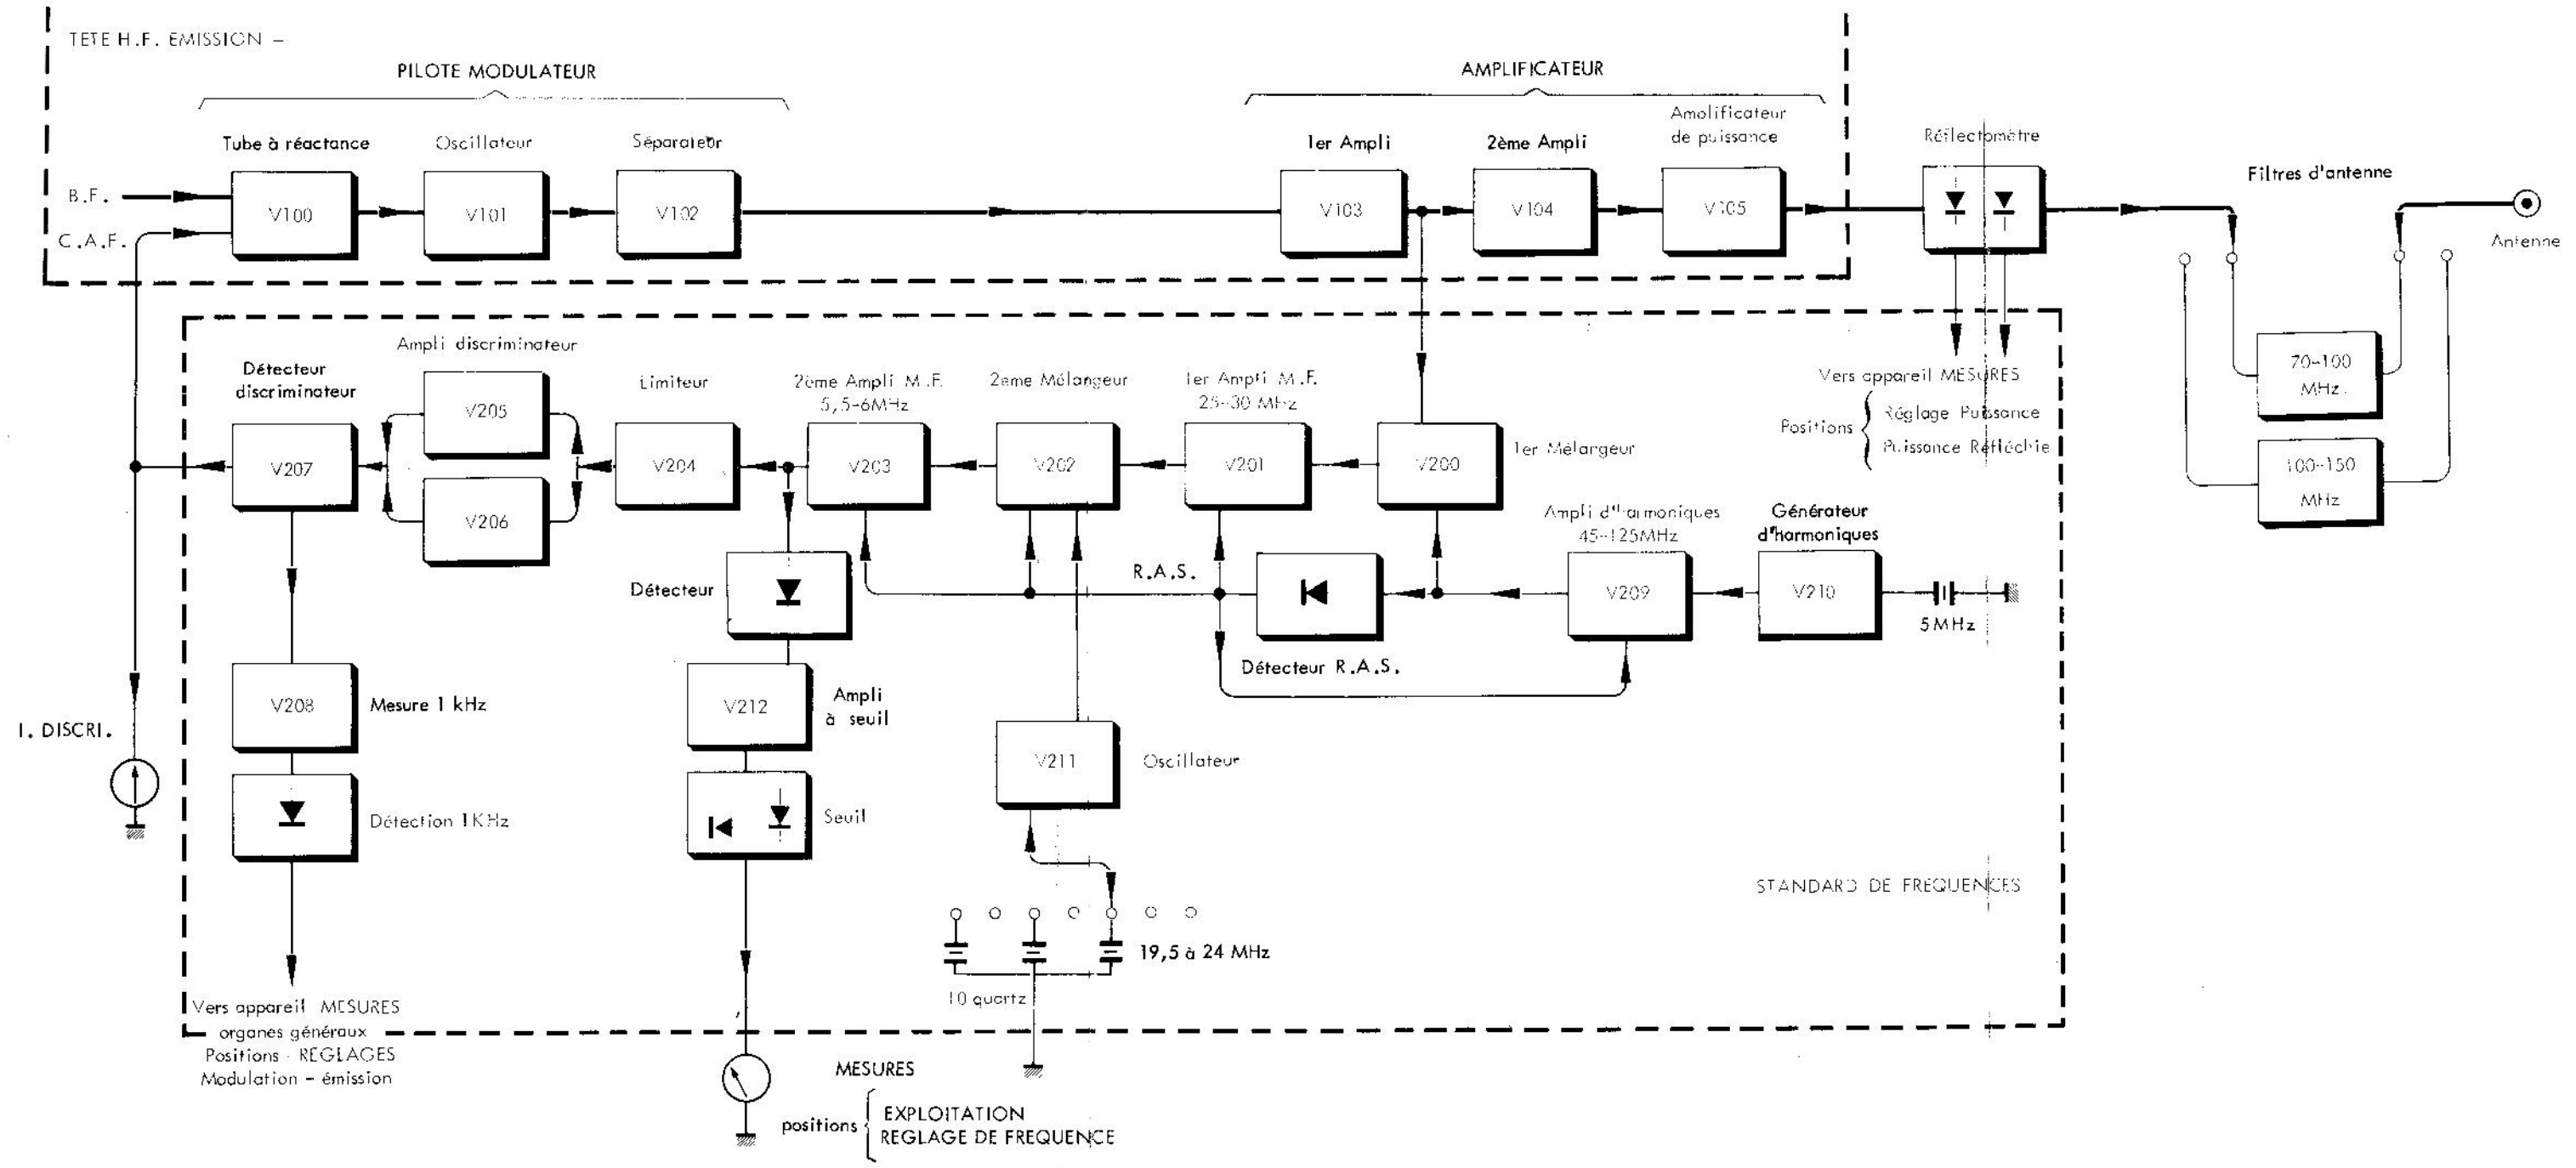 TETE H.F. EMISSION –
PILOTE MODULATEUR
AMPLIFICATEUR
Tube à réactance
Oscillateur
Séparateur
1er Ampli
2ème Ampli
Amolificateur
de puissance
Réflectomètre
Filtres d'antenne
B.F.
C.A.F.
V100
V101
V102
V103
V104
V105
Antenne
70-100
MHz
100-150
MHz
Vers appareil MESURES
Positions
Réglage Puissance
Puissance Réfléchie
Détecteur
discriminateur
Ampli discriminateur
Limiteur
2ème Ampli M.F.
5,5-6MHz
2eme Mélangeur
1er Ampli M.F.
25-30 MHz
1er Mélangeur
V207
V205
V206
V204
V203
V202
V201
V200
Ampli d'harmoniques
45-125MHz
Générateur
d'harmoniques
V209
V210
5MHz
R.A.S.
Détecteur R.A.S.
Détecteur
V212
Ampli
à seuil
Seuil
V208
Mesure 1 kHz
Détection 1KHz
I. DISCRI.
V211
Oscillateur
19,5 à 24 MHz
10 quartz
STANDARD DE FREQUENCES
Vers appareil MESURES
organes généraux
Positions - REGLAGES
Modulation – émission
MESURES
positions
EXPLOITATION
REGLAGE DE FREQUENCE